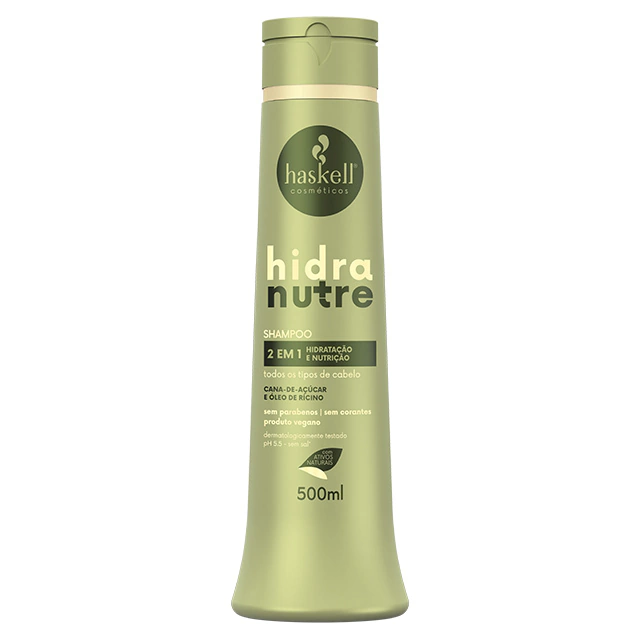 haskell®
cosméticos
hidra
nutre
SHAMPOO
2 EM 1 HIDRATAÇÃO
E NUTRIÇÃO
todos os tipos de cabelo
CANA-DE-AÇÚCAR
E ÓLEO DE RÍCINO
sem parabenos | sem corantes
produto vegano
dermatologicamente testado
pH 5.5 - sem sal*
com
ATIVOS
NATURAIS
500ml